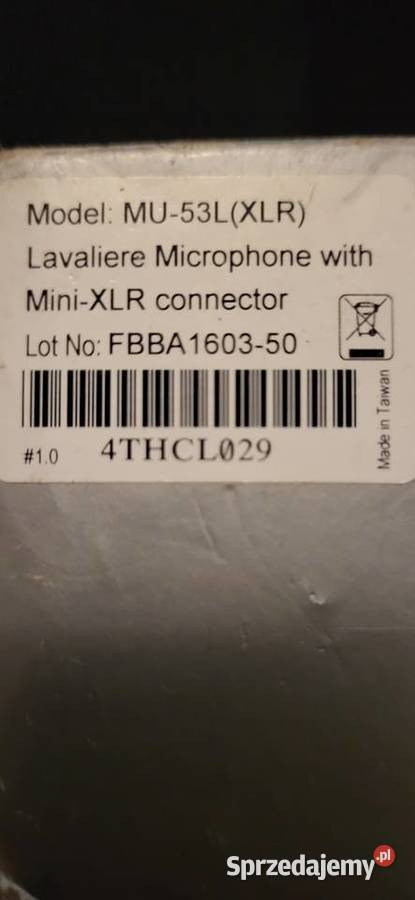 Model: MU-53L(XLR)
Lavaliere Microphone with
Mini-XLR connector
Lot No: FBBA1603-50
Made in Taiwan
#1.0 4THCL029
Sprzedajemy.pl